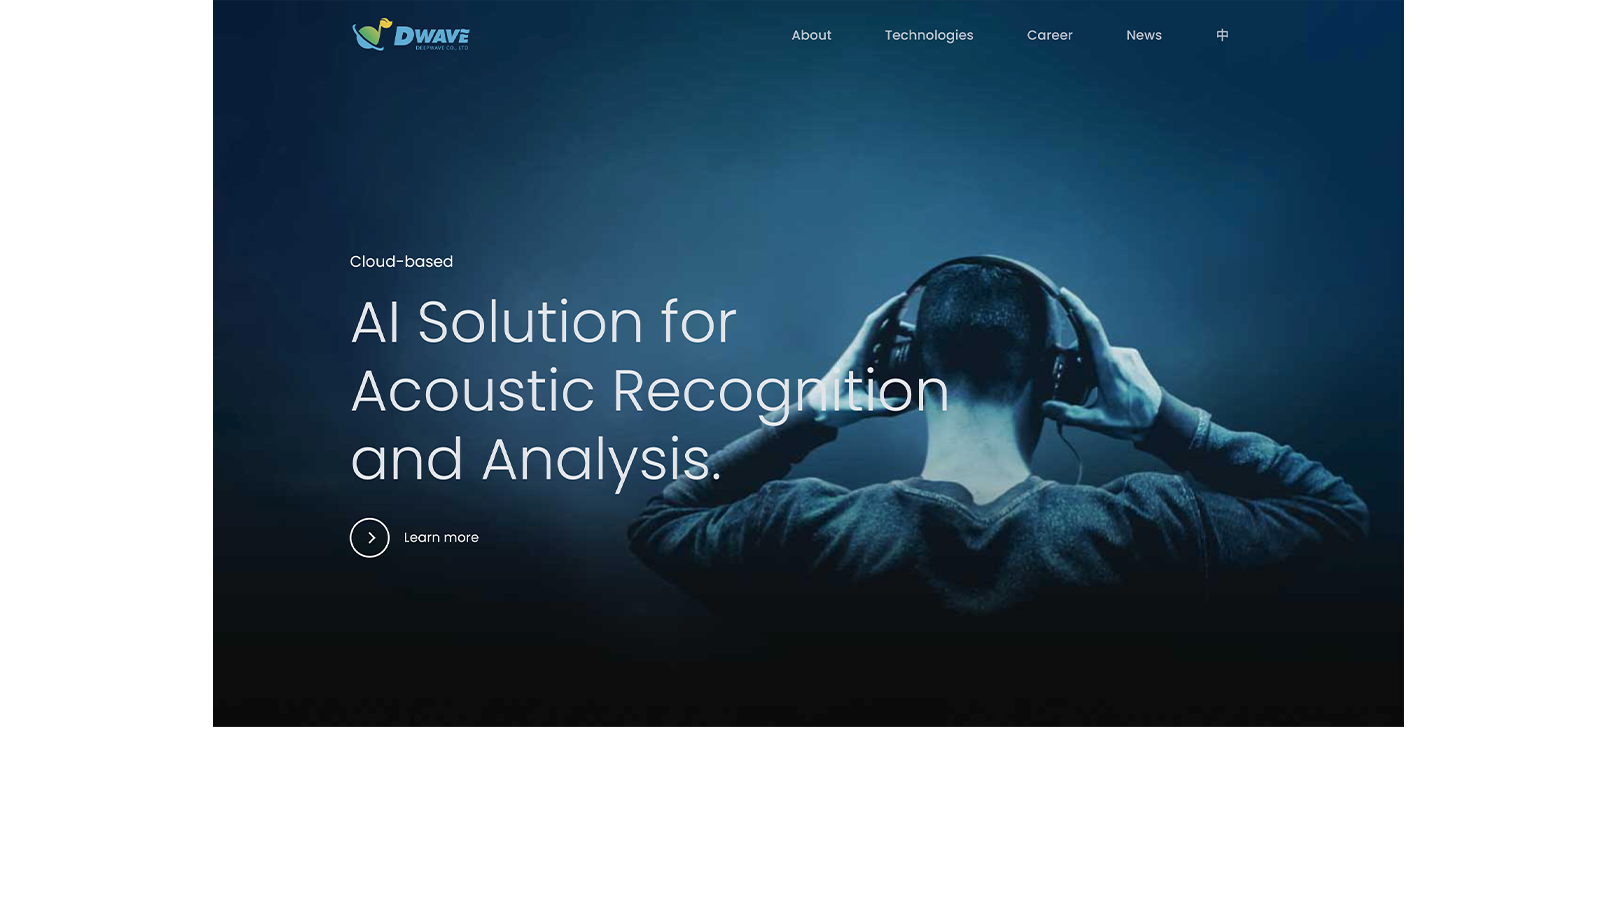 DWAVE
DEEPWAVE CO., LTD
About
Technologies
Career
News
中
Cloud-based
AI Solution for
Acoustic Recognition
and Analysis.
Learn more